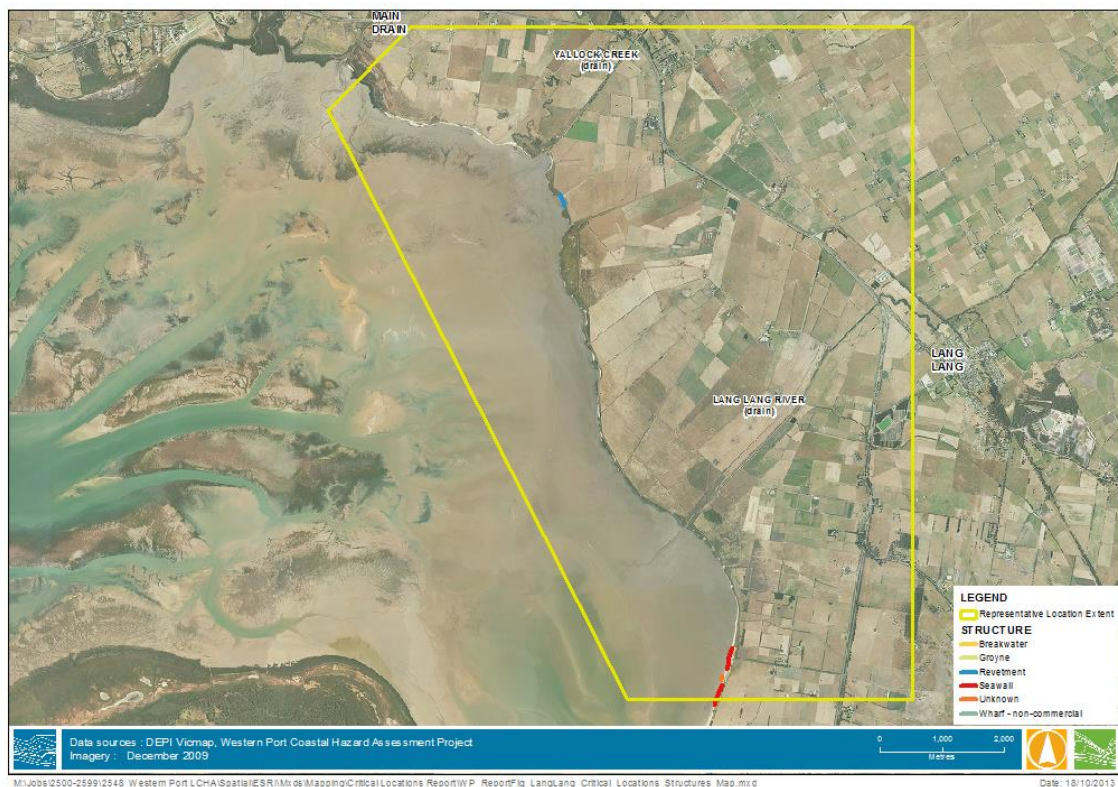 MAIN
DRAIN
YALLOCK CREEK
(drain)
LANG
LANG
LANG LANG RIVER
(drain)
LEGEND
Representative Location Extent
STRUCTURE
Breakwater
Groyne
Revetment
Seawall
Unknown
Wharf - non-commercial
Data sources : DEPI Vicmap, Western Port Coastal Hazard Assessment Project
Imagery : December 2009
0 1,000 2,000
Metres
M:\Jobs\2500-2599\2548_Western Port LCHA\Spatial\ESRI\Mxds\Mapping\Critical Locations Report\WP_Report\Fig_LangLang_Critical_Locations_Structures_Map.mxd
Date: 18/10/2013